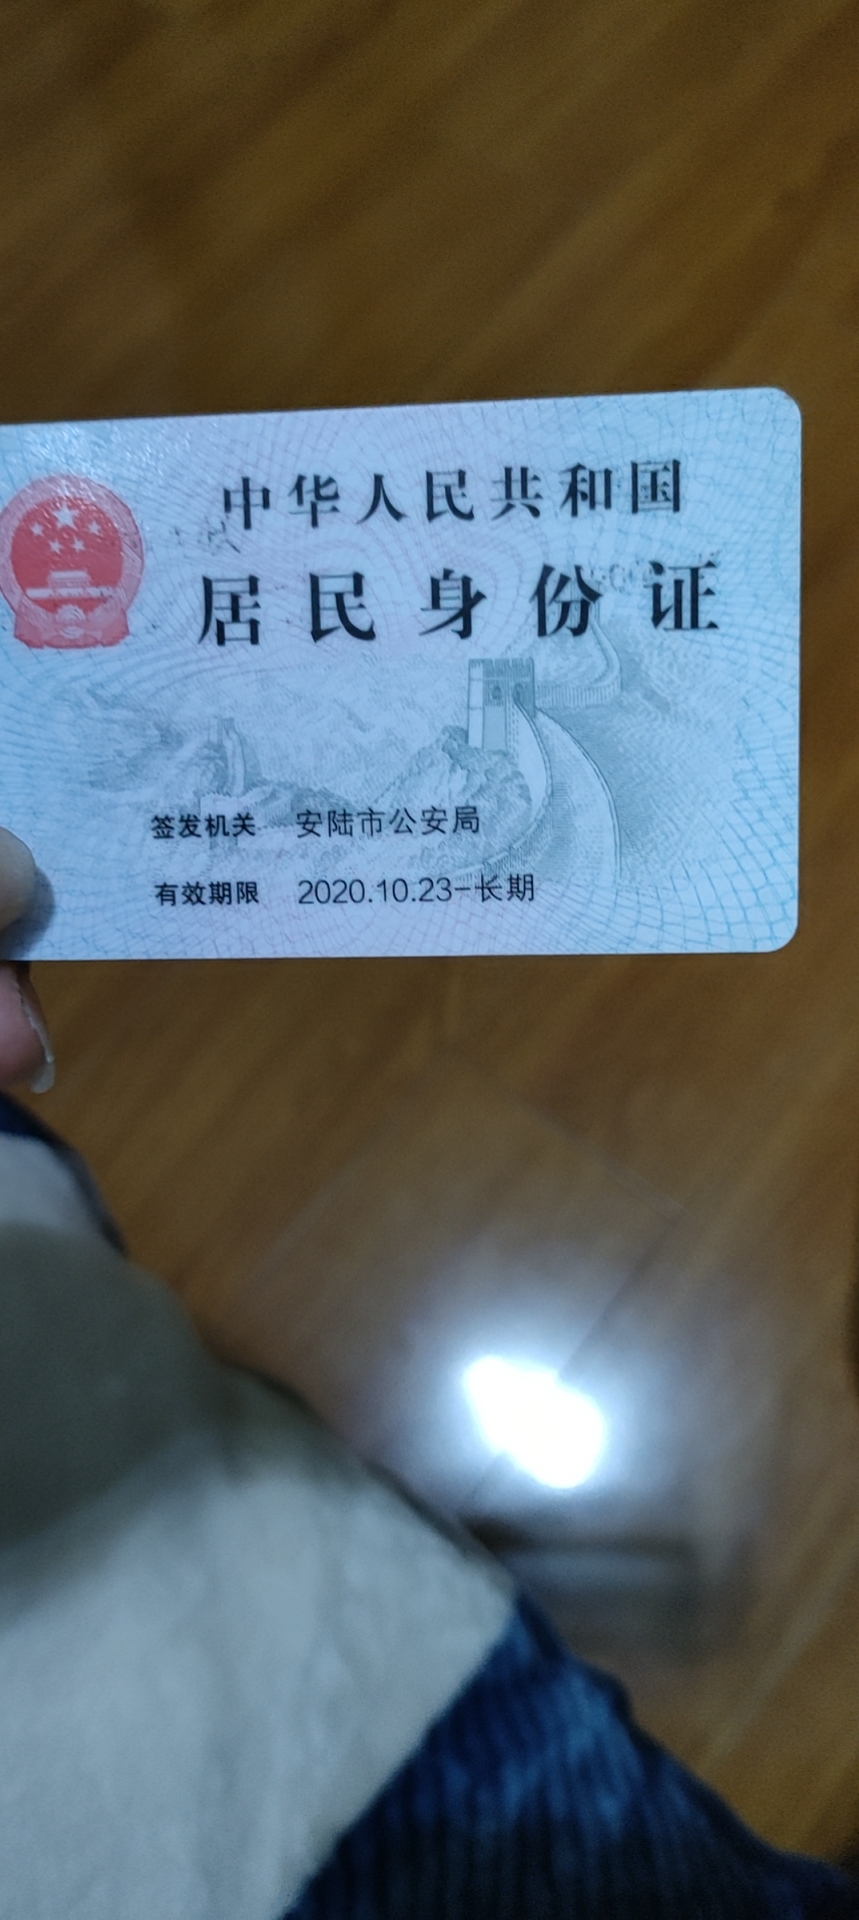 中华人民共和国
居民身份证
签发机关 安陆市公安局
有效期限 2020.10.23-长期